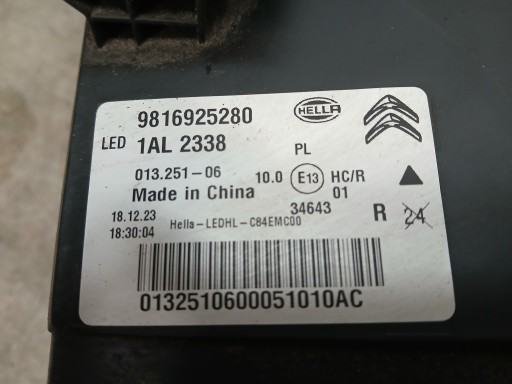 9816925280 HELLA
LED 1AL 2338 PL
013.251-06 10.0 E13 HC/R
Made in China 34643 01
18.12.23 Hella-LEDHL-C84EMC00 R 24
18:30:04
0132510600051010AC